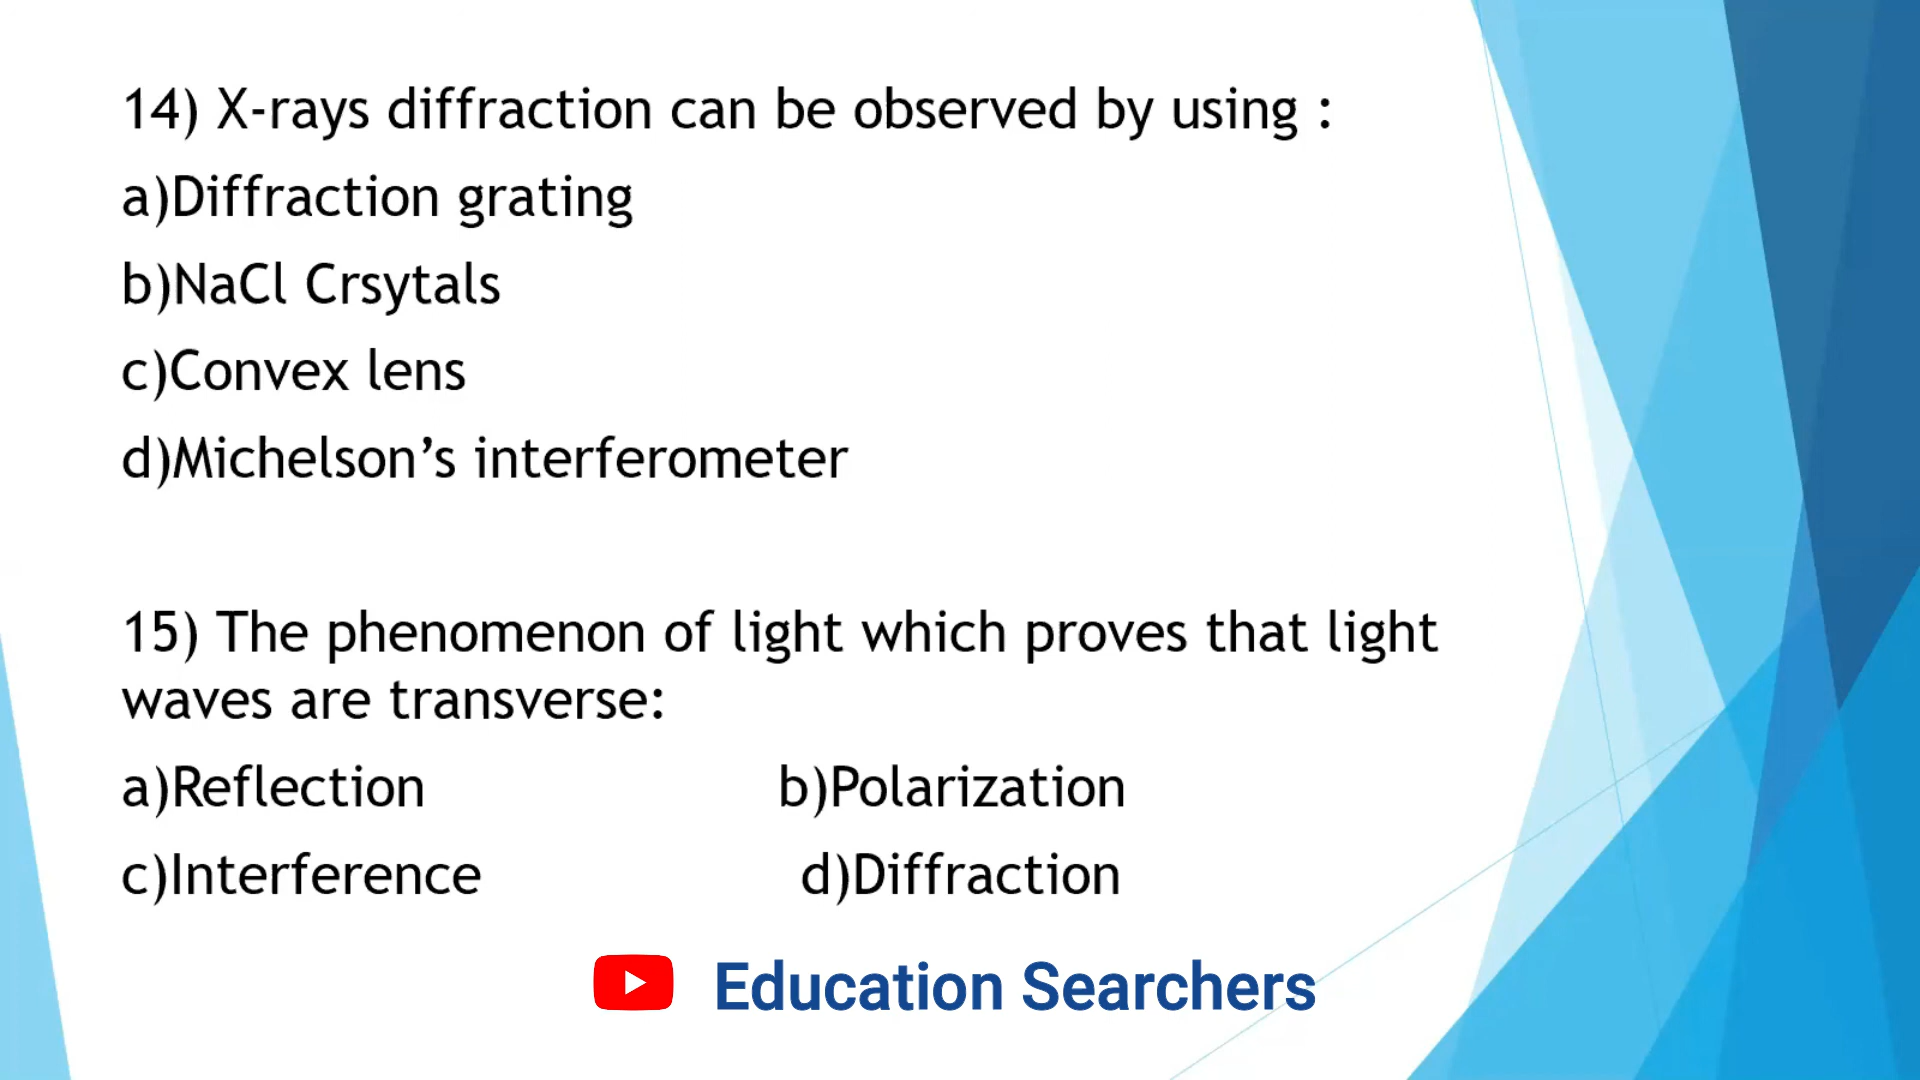 14) X-rays diffraction can be observed by using :
a)Diffraction grating
b)NaCl Crsytals
c)Convex lens
d)Michelson’s interferometer
15) The phenomenon of light which proves that light
waves are transverse:
a)Reflection b)Polarization
c)Interference d)Diffraction
Education Searchers